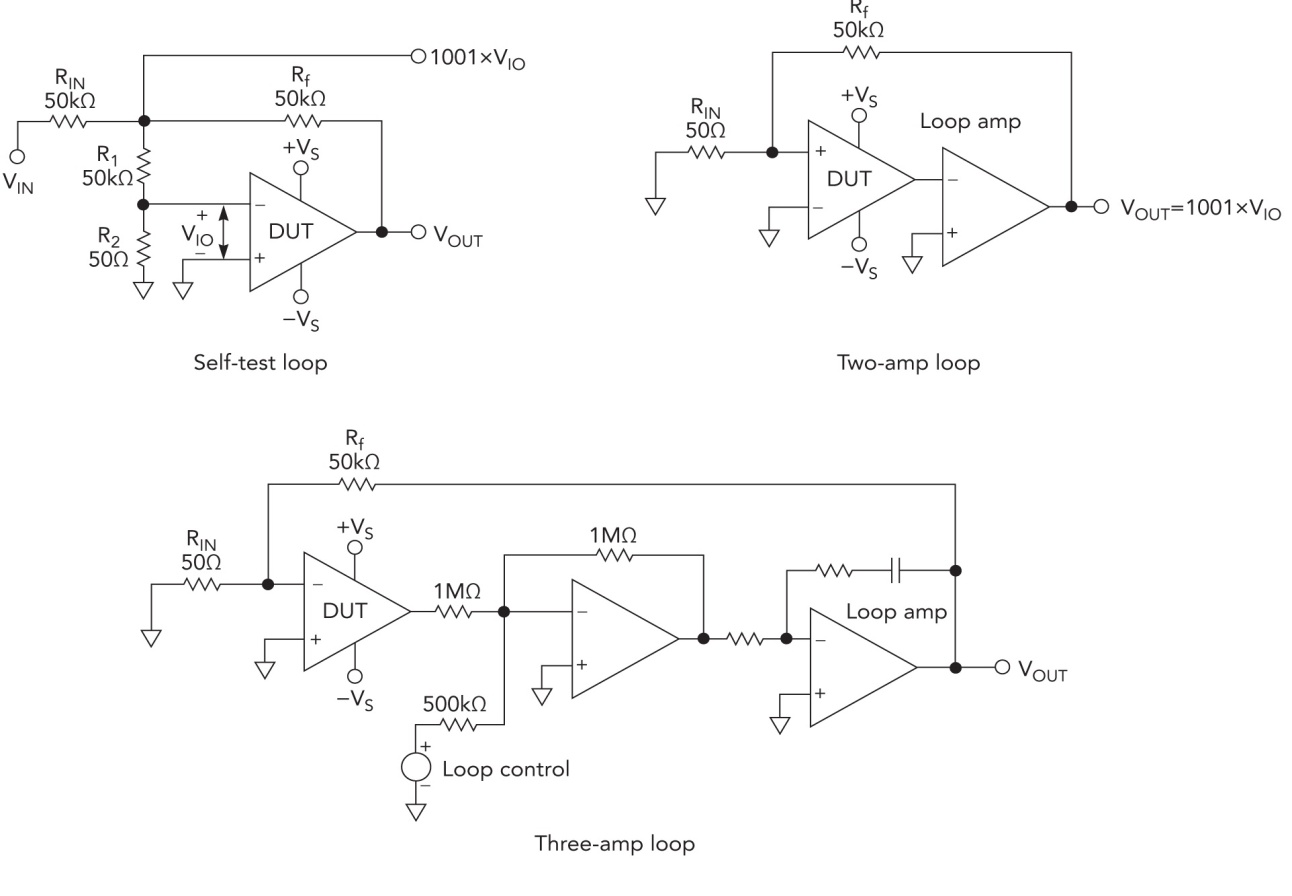 1001×V_IO
R_IN
50kΩ
R_f
50kΩ
+V_S
R_1
50kΩ
V_IN
+
V_IO
−
−
DUT
+
V_OUT
R_2
50Ω
−V_S
Self-test loop
R_f
50kΩ
+V_S
R_IN
50Ω
Loop amp
+
DUT
−
−
+
V_OUT=1001×V_IO
−V_S
Two-amp loop
R_f
50kΩ
+V_S
R_IN
50Ω
1MΩ
−
DUT
+
1MΩ
−
+
Loop amp
−
+
V_OUT
−V_S
500kΩ
+
Loop control
−
Three-amp loop